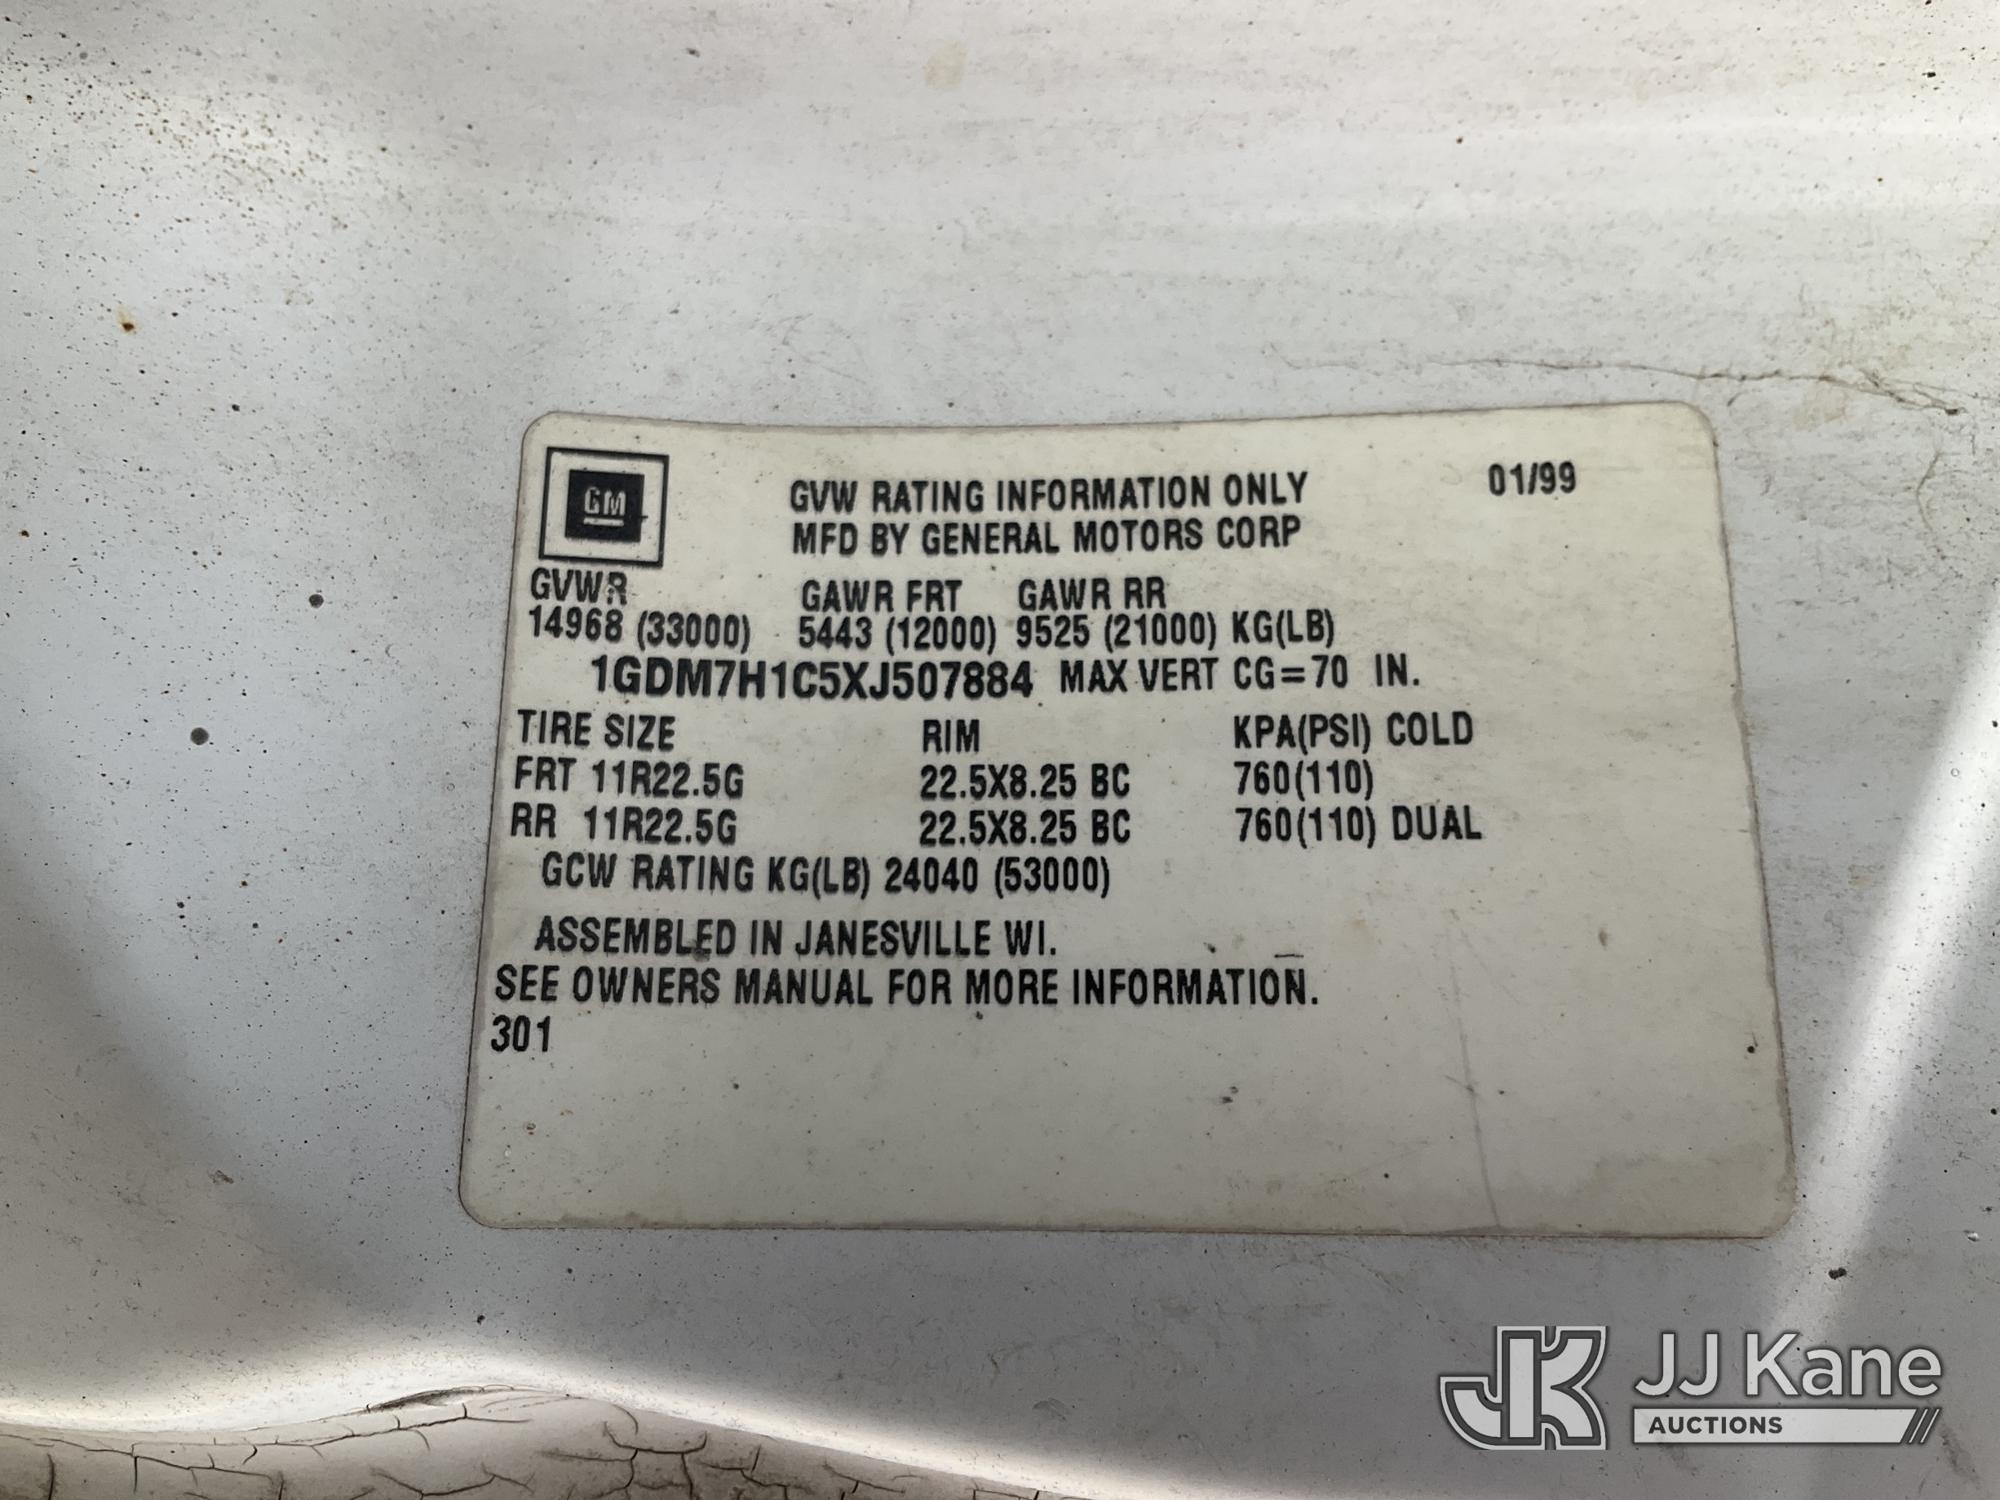 GM
GVW RATING INFORMATION ONLY 01/99
MFD BY GENERAL MOTORS CORP
GVWR GAWR FRT GAWR RR
14968 (33000) 5443 (12000) 9525 (21000) KG(LB)
1GDM7H1C5XJ507884 MAX VERT CG=70 IN.
TIRE SIZE RIM KPA(PSI) COLD
FRT 11R22.5G 22.5X8.25 BC 760(110)
RR 11R22.5G 22.5X8.25 BC 760(110) DUAL
GCW RATING KG(LB) 24040 (53000)
ASSEMBLED IN JANESVILLE WI.
SEE OWNERS MANUAL FOR MORE INFORMATION.
301
JK JJ Kane
AUCTIONS